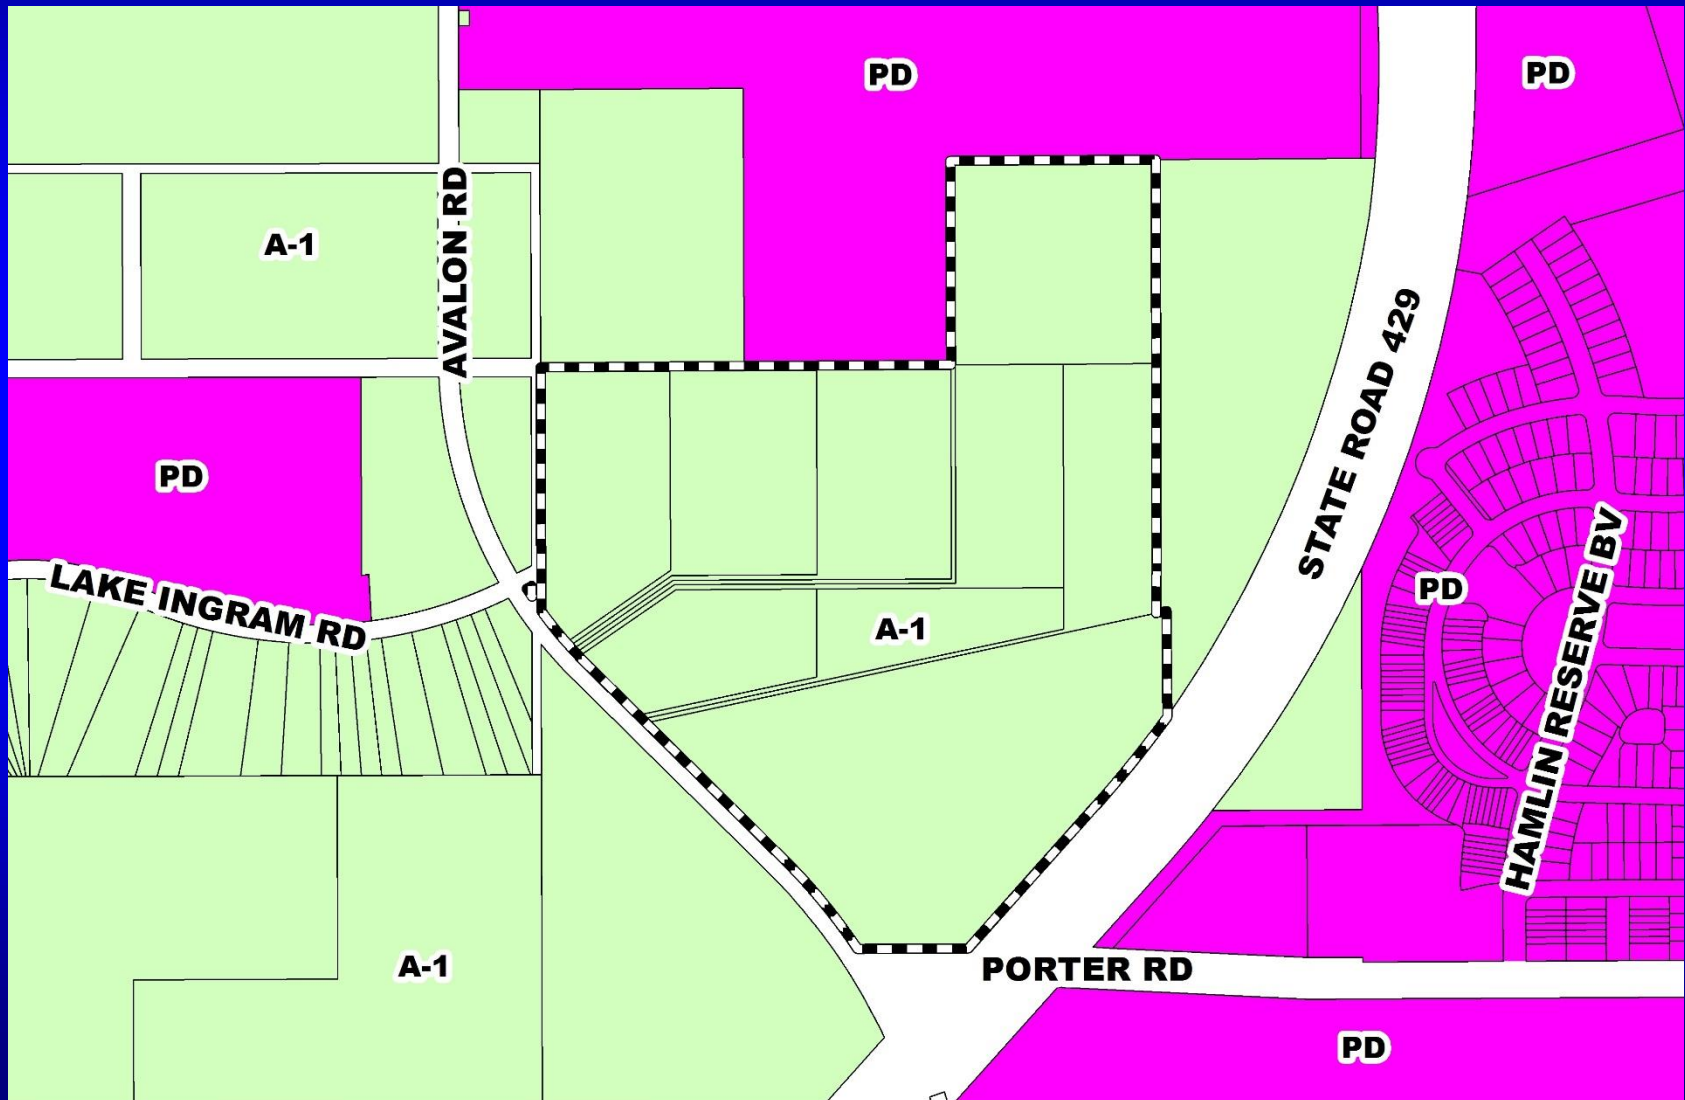 PD
PD
A-1
AVALON RD
STATE ROAD 429
PD
LAKE INGRAM RD
A-1
PD
HAMLIN RESERVE BV
A-1
PORTER RD
PD